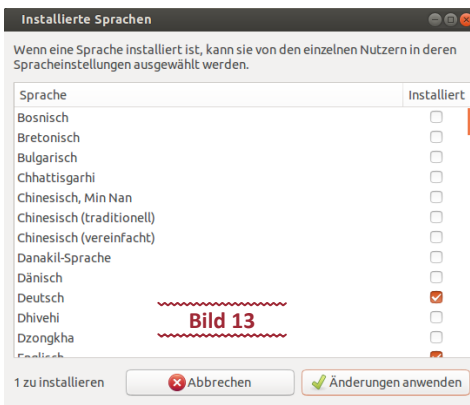 Installierte Sprachen
Wenn eine Sprache installiert ist, kann sie von den einzelnen Nutzern in deren
Spracheinstellungen ausgewählt werden.
Sprache Installiert
Bosnisch
Bretonisch
Bulgarisch
Chhattisgarhi
Chinesisch, Min Nan
Chinesisch (traditionell)
Chinesisch (vereinfacht)
Danakil-Sprache
Dänisch
Deutsch
Dhivehi
Bild 13
Dzongkha
Englisch
1 zu installieren Abbrechen Änderungen anwenden